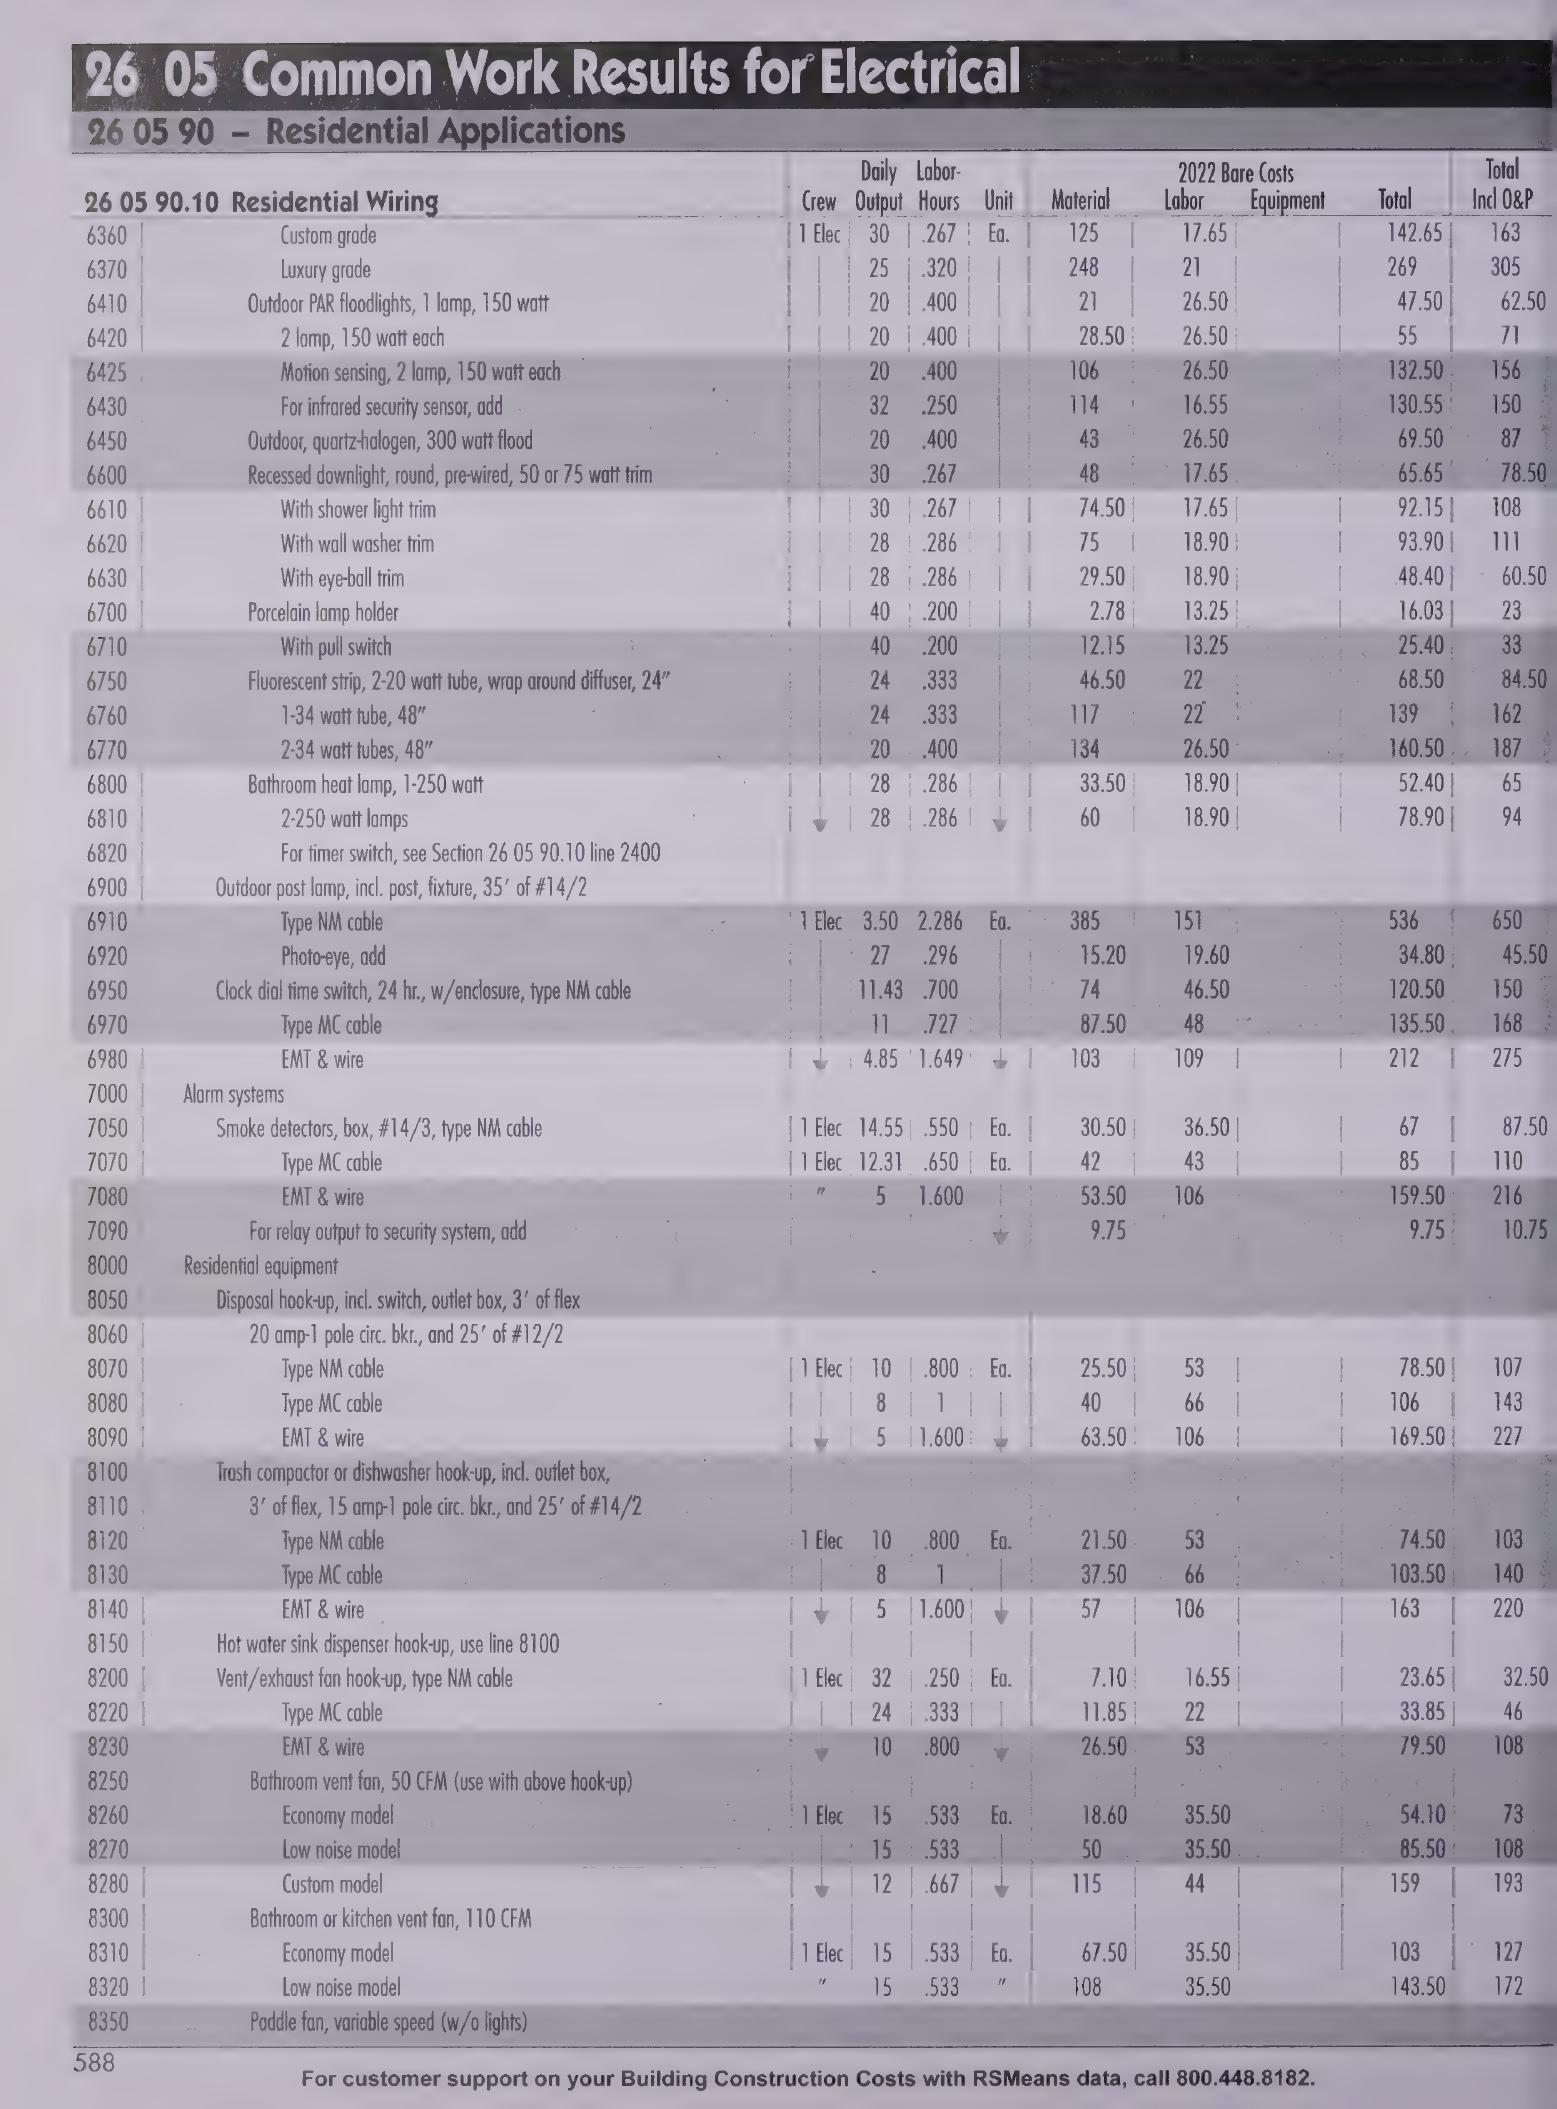 26 05 Common Work Results for Electrical
26 05 90 – Residential Applications
Daily Labor- 2022 Bare Costs Total
26 05 90.10 Residential Wiring Crew Output Hours Unit Material Labor Equipment Total Incl O&P
6360 Custom grade 1 Elec 30 .267 Ea. 125 17.65 142.65 163
6370 Luxury grade 25 .320 248 21 269 305
6410 Outdoor PAR floodlights, 1 lamp, 150 watt 20 .400 21 26.50 47.50 62.50
6420 2 lamp, 150 watt each 20 .400 28.50 26.50 55 71
6425 Motion sensing, 2 lamp, 150 watt each 20 .400 106 26.50 132.50 156
6430 For infrared security sensor, add 32 .250 114 16.55 130.55 150
6450 Outdoor, quartz-halogen, 300 watt flood 20 .400 43 26.50 69.50 87
6600 Recessed downlight, round, pre-wired, 50 or 75 watt trim 30 .267 48 17.65 65.65 78.50
6610 With shower light trim 30 .267 74.50 17.65 92.15 108
6620 With wall washer trim 28 .286 75 18.90 93.90 111
6630 With eye-ball trim 28 .286 29.50 18.90 48.40 60.50
6700 Porcelain lamp holder 40 .200 2.78 13.25 16.03 23
6710 With pull switch 40 .200 12.15 13.25 25.40 33
6750 Fluorescent strip, 2-20 watt tube, wrap around diffuser, 24" 24 .333 46.50 22 68.50 84.50
6760 1-34 watt tube, 48" 24 .333 117 22 139 162
6770 2-34 watt tubes, 48" 20 .400 134 26.50 160.50 187
6800 Bathroom heat lamp, 1-250 watt 28 .286 33.50 18.90 52.40 65
6810 2-250 watt lamps 28 .286 60 18.90 78.90 94
6820 For timer switch, see Section 26 05 90.10 line 2400
6900 Outdoor post lamp, incl. post, fixture, 35' of #14/2
6910 Type NM cable 1 Elec 3.50 2.286 Ea. 385 151 536 650
6920 Photo-eye, add 27 .296 15.20 19.60 34.80 45.50
6950 Clock dial time switch, 24 hr., w/enclosure, type NM cable 11.43 .700 74 46.50 120.50 150
6970 Type MC cable 11 .727 87.50 48 135.50 168
6980 EMT & wire 4.85 1.649 103 109 212 275
7000 Alarm systems
7050 Smoke detectors, box, #14/3, type NM cable 1 Elec 14.55 .550 Ea. 30.50 36.50 67 87.50
7070 Type MC cable 1 Elec 12.31 .650 Ea. 42 43 85 110
7080 EMT & wire " 5 1.600 53.50 106 159.50 216
7090 For relay output to security system, add 9.75 9.75 10.75
8000 Residential equipment
8050 Disposal hook-up, incl. switch, outlet box, 3' of flex
8060 20 amp-1 pole circ. bkr., and 25' of #12/2
8070 Type NM cable 1 Elec 10 .800 Ea. 25.50 53 78.50 107
8080 Type MC cable 8 1 40 66 106 143
8090 EMT & wire 5 1.600 63.50 106 169.50 227
8100 Trash compactor or dishwasher hook-up, incl. outlet box,
8110 3' of flex, 15 amp-1 pole circ. bkr., and 25' of #14/2
8120 Type NM cable 1 Elec 10 .800 Ea. 21.50 53 74.50 103
8130 Type MC cable 8 1 37.50 66 103.50 140
8140 EMT & wire 5 1.600 57 106 163 220
8150 Hot water sink dispenser hook-up, use line 8100
8200 Vent/exhaust fan hook-up, type NM cable 1 Elec 32 .250 Ea. 7.10 16.55 23.65 32.50
8220 Type MC cable 24 .333 11.85 22 33.85 46
8230 EMT & wire 10 .800 26.50 53 79.50 108
8250 Bathroom vent fan, 50 CFM (use with above hook-up)
8260 Economy model 1 Elec 15 .533 Ea. 18.60 35.50 54.10 73
8270 Low noise model 15 .533 50 35.50 85.50 108
8280 Custom model 12 .667 115 44 159 193
8300 Bathroom or kitchen vent fan, 110 CFM
8310 Economy model 1 Elec 15 .533 Ea. 67.50 35.50 103 127
8320 Low noise model " 15 .533 " 108 35.50 143.50 172
8350 Paddle fan, variable speed (w/o lights)
588
For customer support on your Building Construction Costs with RSMeans data, call 800.448.8182.